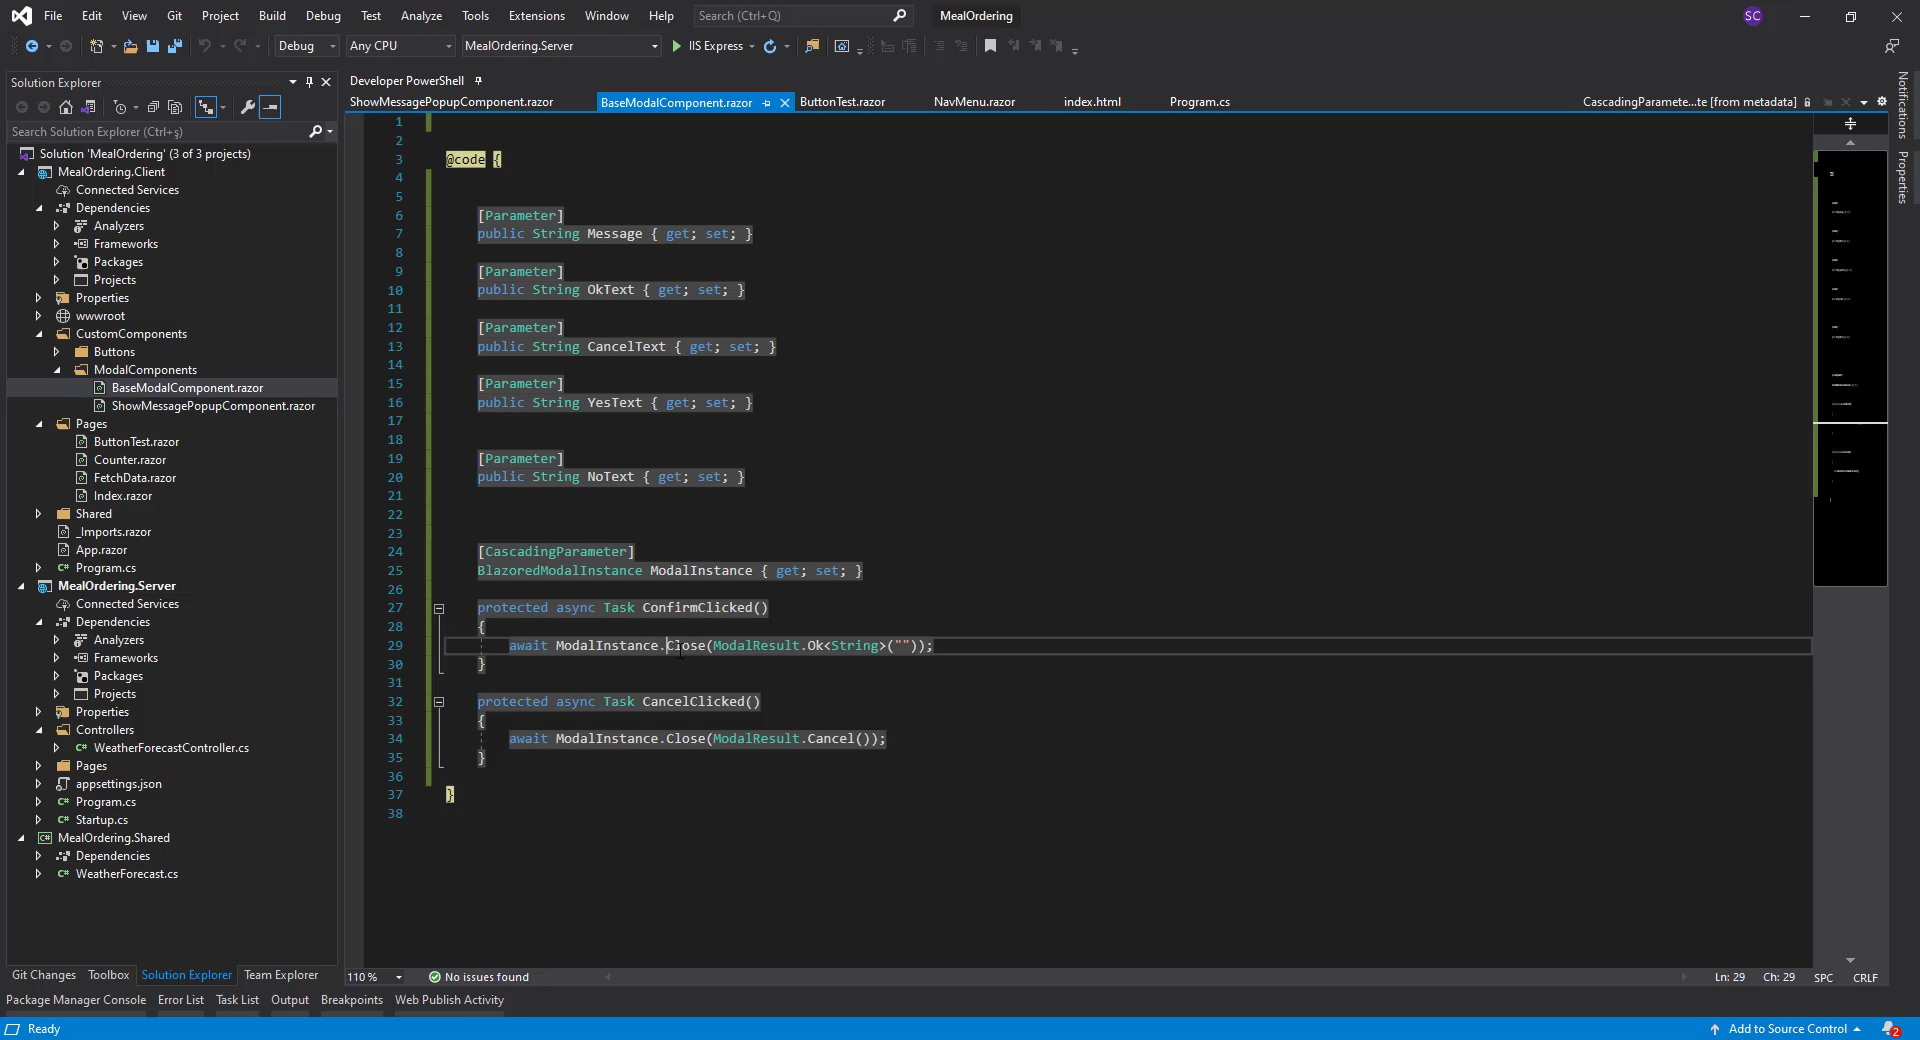 File Edit View Git Project Build Debug Test Analyze Tools Extensions Window Help Search (Ctrl+Q) MealOrdering SC
Debug Any CPU MealOrdering.Server IIS Express
Solution Explorer
Search Solution Explorer (Ctrl+ş)
Solution 'MealOrdering' (3 of 3 projects)
MealOrdering.Client
Connected Services
Dependencies
Analyzers
Frameworks
Packages
Projects
Properties
wwwroot
CustomComponents
Buttons
ModalComponents
BaseModalComponent.razor
ShowMessagePopupComponent.razor
Pages
ButtonTest.razor
Counter.razor
FetchData.razor
Index.razor
Shared
_Imports.razor
App.razor
Program.cs
MealOrdering.Server
Connected Services
Dependencies
Analyzers
Frameworks
Packages
Projects
Properties
Controllers
WeatherForecastController.cs
Pages
appsettings.json
Program.cs
Startup.cs
MealOrdering.Shared
Dependencies
WeatherForecast.cs
Git Changes Toolbox Solution Explorer Team Explorer
Developer PowerShell
ShowMessagePopupComponent.razor BaseModalComponent.razor ButtonTest.razor NavMenu.razor index.html Program.cs CascadingParamete...te [from metadata]
1
2
3 @code {
4
5
6 [Parameter]
7 public String Message { get; set; }
8
9 [Parameter]
10 public String OkText { get; set; }
11
12 [Parameter]
13 public String CancelText { get; set; }
14
15 [Parameter]
16 public String YesText { get; set; }
17
18
19 [Parameter]
20 public String NoText { get; set; }
21
22
23
24 [CascadingParameter]
25 BlazoredModalInstance ModalInstance { get; set; }
26
27 protected async Task ConfirmClicked()
28 {
29 await ModalInstance.Close(ModalResult.Ok<String>(""));
30 }
31
32 protected async Task CancelClicked()
33 {
34 await ModalInstance.Close(ModalResult.Cancel());
35 }
36
37 }
38
110 % No issues found Ln: 29 Ch: 29 SPC CRLF
Notifications
Properties
Package Manager Console Error List Task List Output Breakpoints Web Publish Activity
Ready Add to Source Control 2